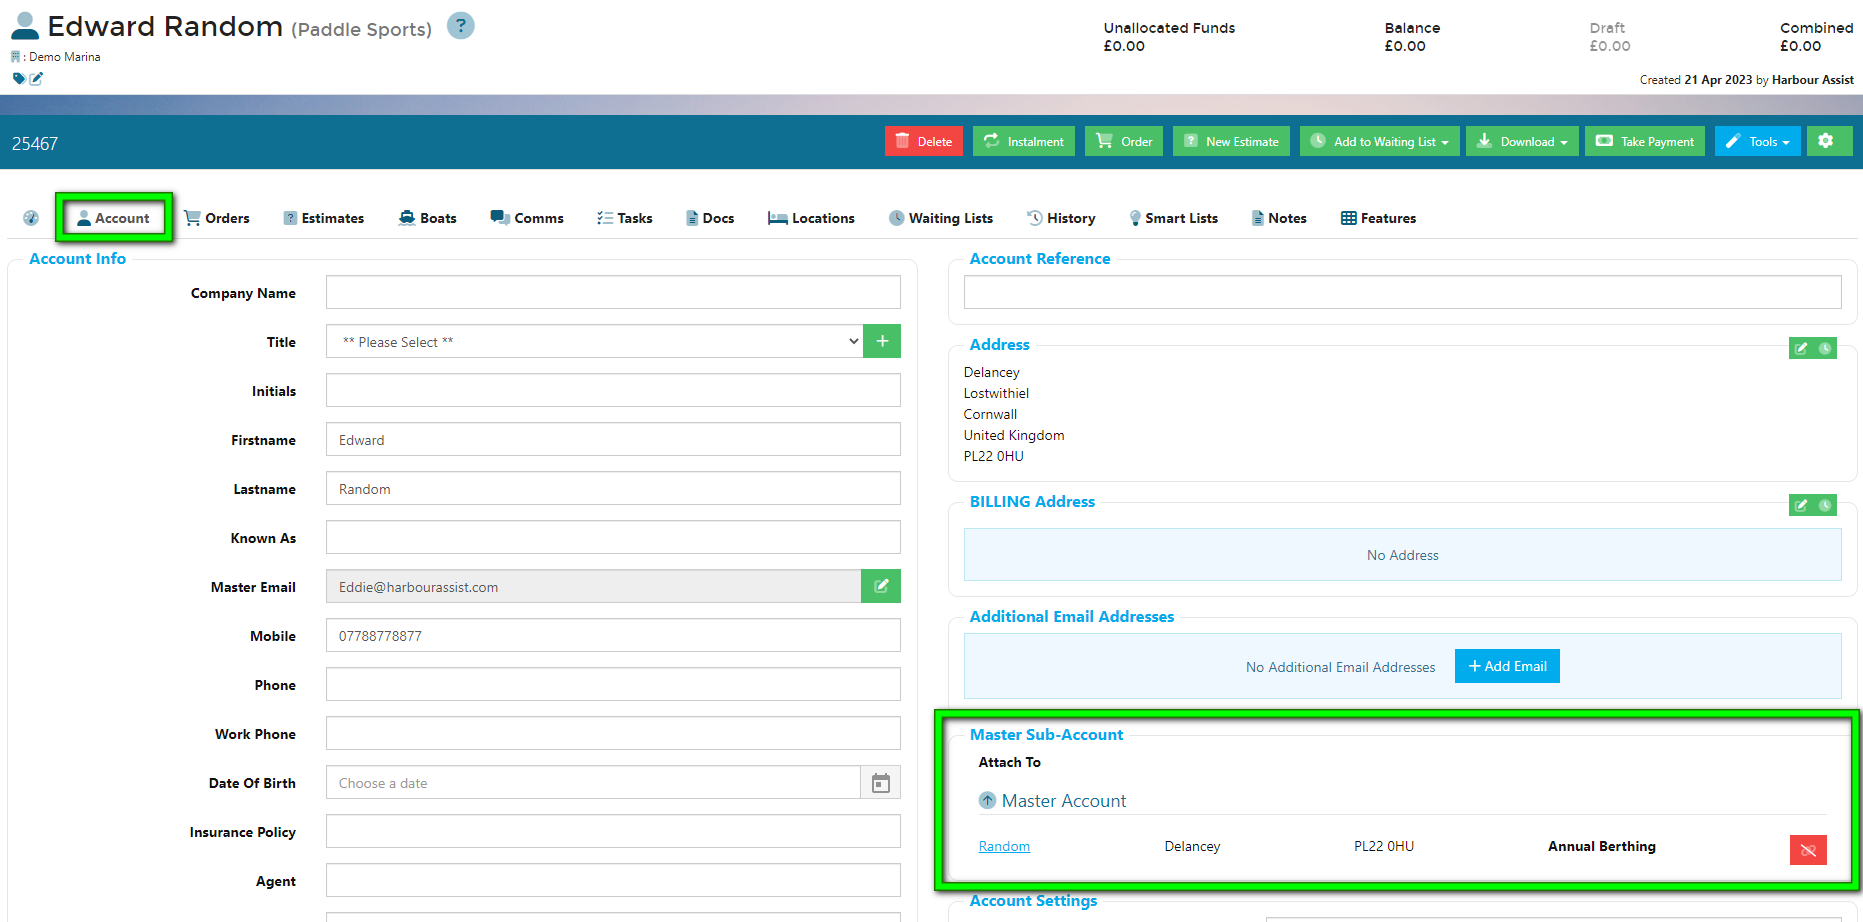 Edward Random (Paddle Sports) ?
: Demo Marina
Unallocated Funds
£0.00
Balance
£0.00
Draft
£0.00
Combined
£0.00
Created 21 Apr 2023 by Harbour Assist
25467
Delete
Instalment
Order
? New Estimate
Add to Waiting List
Download
Take Payment
Tools
Account
Orders
? Estimates
Boats
Comms
Tasks
Docs
Locations
Waiting Lists
History
Smart Lists
Notes
Features
Account Info
Company Name
Title
** Please Select **
+
Initials
Firstname
Edward
Lastname
Random
Known As
Master Email
Eddie@harbourassist.com
Mobile
07788778877
Phone
Work Phone
Date Of Birth
Choose a date
Insurance Policy
Agent
Account Reference
Address
Delancey
Lostwithiel
Cornwall
United Kingdom
PL22 0HU
BILLING Address
No Address
Additional Email Addresses
No Additional Email Addresses
+ Add Email
Master Sub-Account
Attach To
Master Account
Random
Delancey
PL22 0HU
Annual Berthing
Account Settings